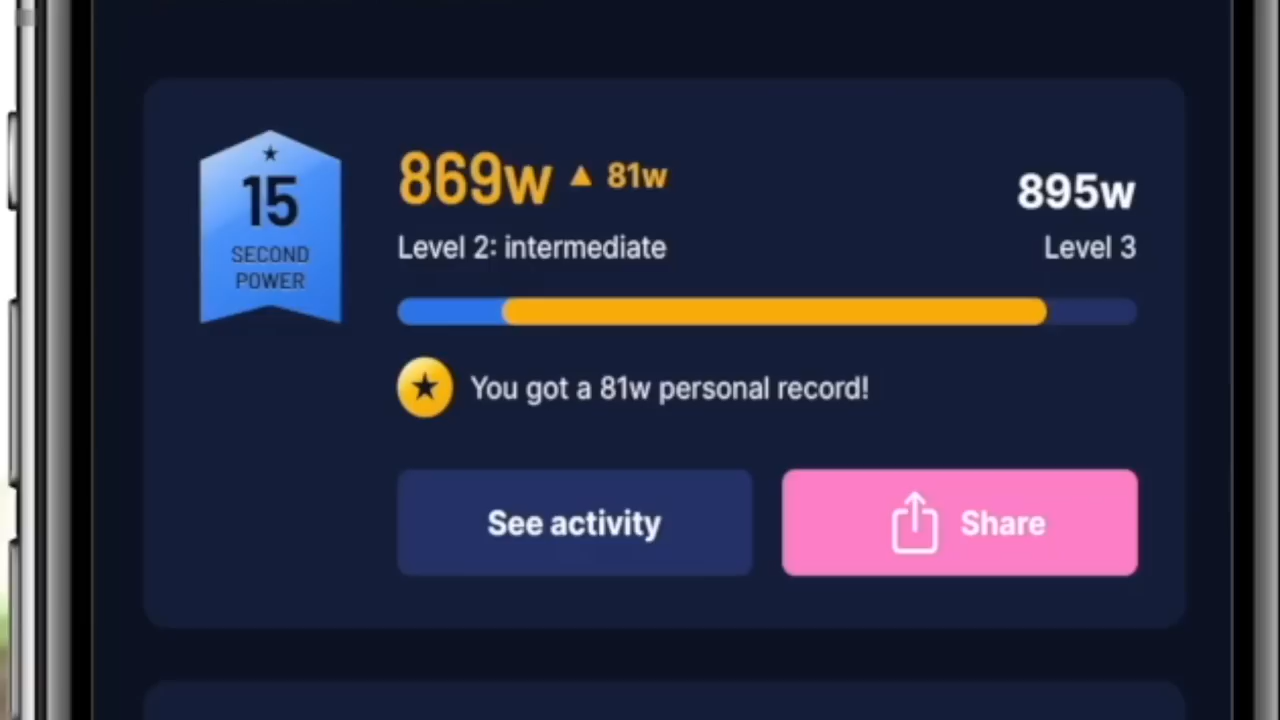 15
SECOND
POWER
869w ▲ 81w
Level 2: intermediate
895w
Level 3
You got a 81w personal record!
See activity
Share